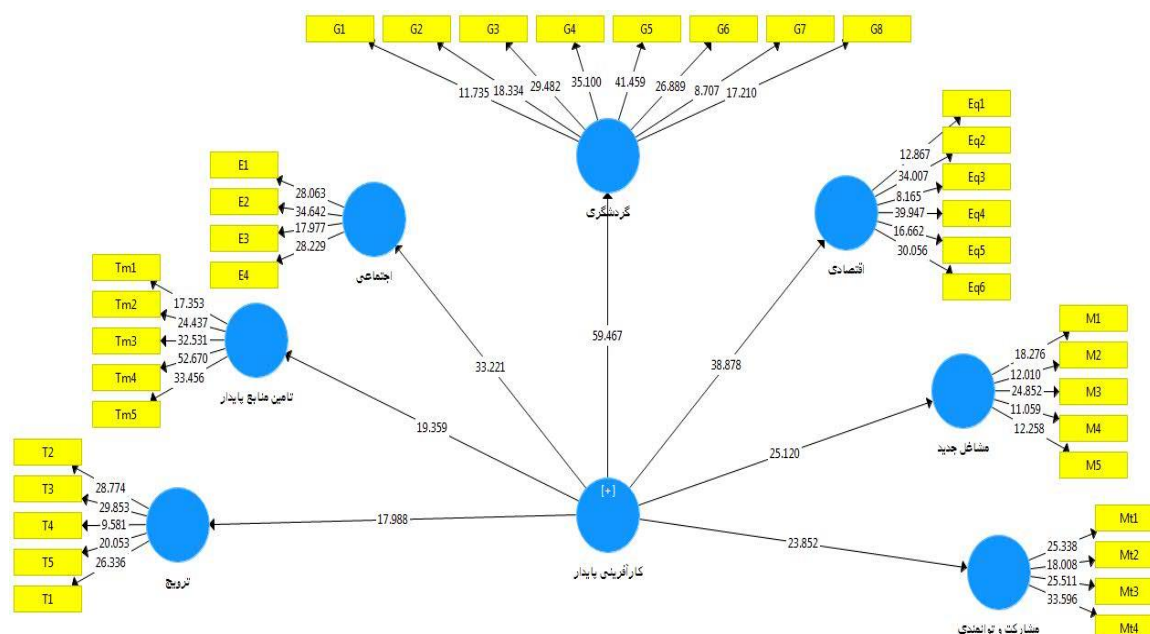 G1 G2 G3 G4 G5 G6 G7 G8
11.735 18.334 29.482 35.100 41.459 26.889 8.707 17.210
گردشگری
Eq1
Eq2
Eq3
Eq4
Eq5
Eq6
12.867
34.007
8.165
39.947
16.662
30.056
اقتصادی
E1
E2
E3
E4
28.063
34.642
17.977
28.229
اجتماعی
Tm1
Tm2
Tm3
Tm4
Tm5
17.353
24.437
32.531
52.670
33.456
تامین منابع پایدار
M1
M2
M3
M4
M5
18.276
12.010
24.852
11.059
12.258
مشاغل جدید
59.467
33.221
38.878
19.359
25.120
17.988
23.852
[+]
کارآفرینی پایدار
T2
T3
T4
T5
T1
28.774
29.853
9.581
20.053
26.336
ترویج
Mt1
Mt2
Mt3
Mt4
25.338
18.008
25.511
33.596
مشارکت و توانمندی